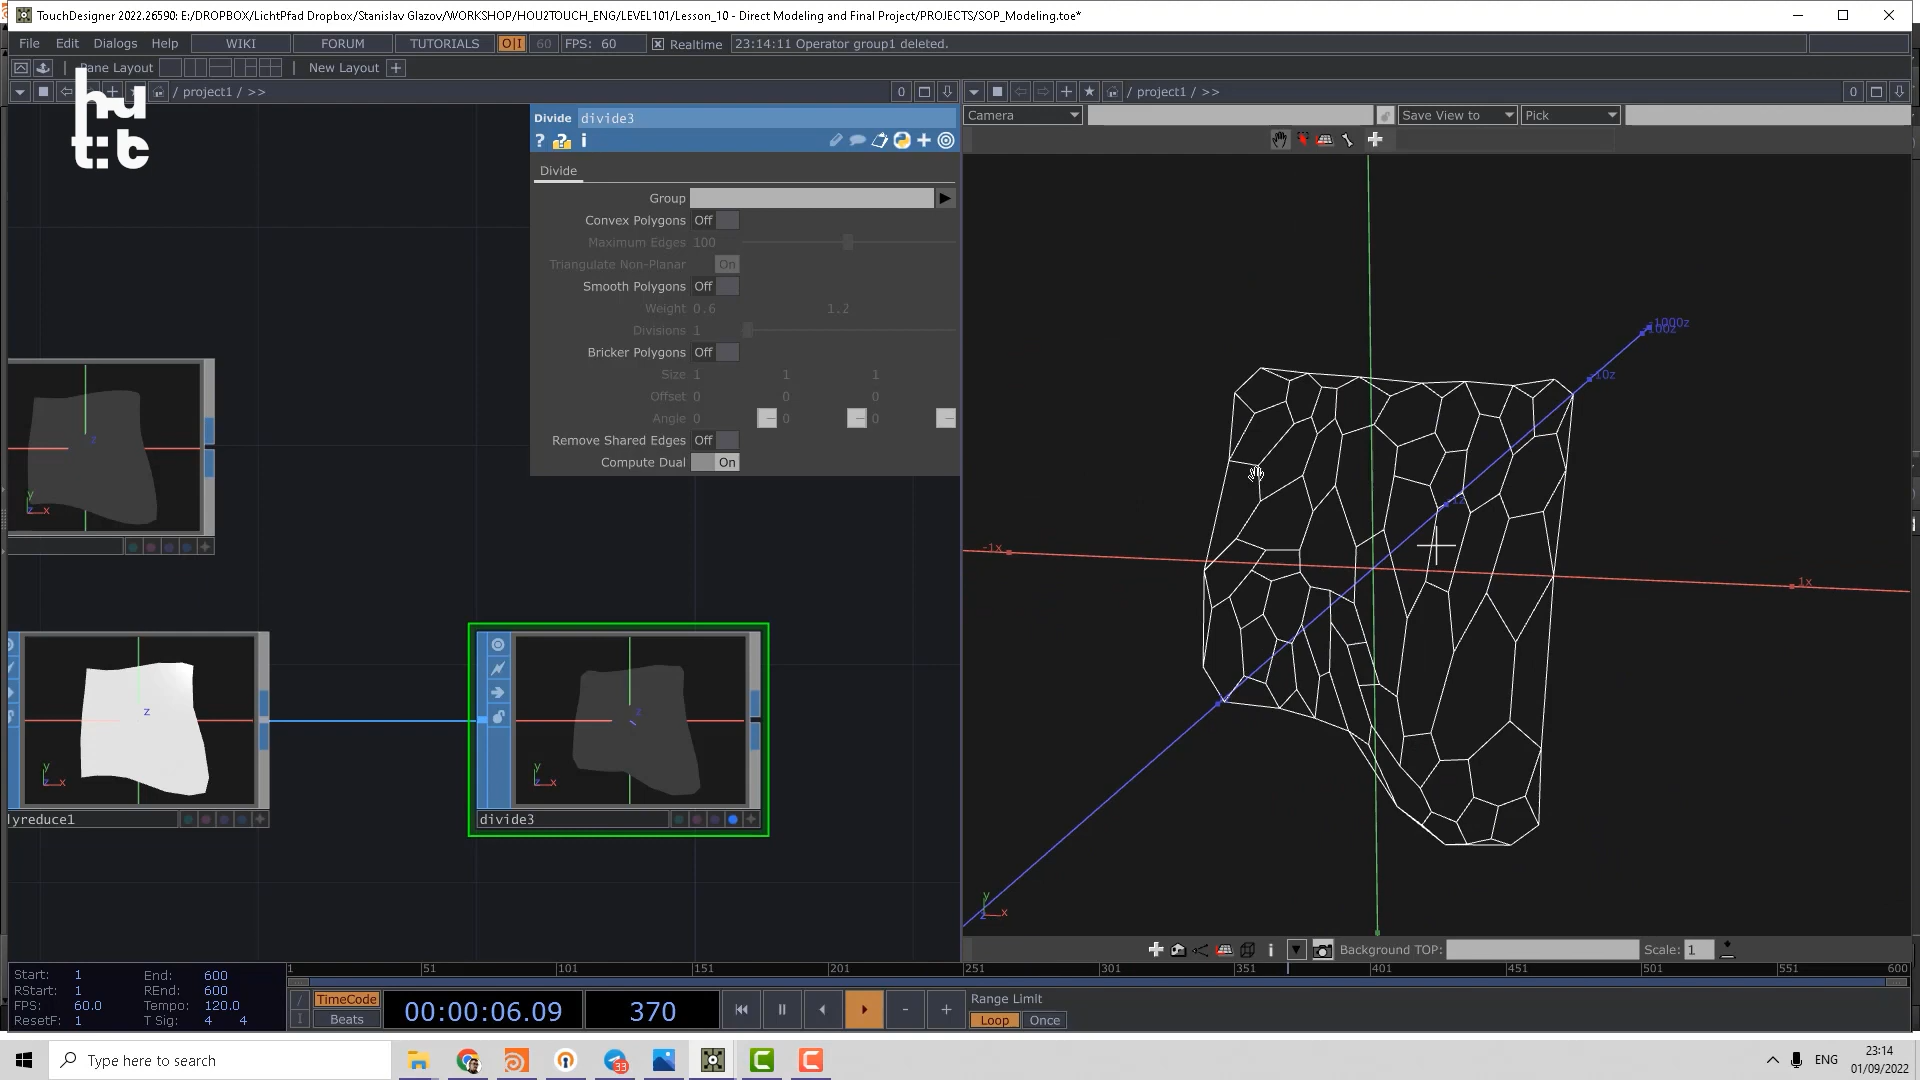 TouchDesigner 2022.26590: E:/DROPBOX/LichtPfad Dropbox/Stanislav Glazov/WORKSHOP/HOU2TOUCH_ENG/LEVEL101/Lesson_10 - Direct Modeling and Final Project/PROJECTS/SOP_Modeling.toe*
File Edit Dialogs Help WIKI FORUM TUTORIALS O|I 60 FPS: 60 Realtime 23:14:11 Operator group1 deleted.
Pane Layout New Layout +
/ project1 / >> 0
/ project1 / >> 0
hu
t:c
Divide divide3
Camera Save View to Pick
Divide
Group
Convex Polygons Off
Maximum Edges 100
Triangulate Non-Planar On
Smooth Polygons Off
Weight 0.6 1.2
Divisions 1
Bricker Polygons Off
Size 1 1 1
Offset 0 0 0
Angle 0 0 0
Remove Shared Edges Off
Compute Dual On
-10z
-1x
1x
z
y
x
z
y
z x
lyreduce1
z
y
z x
divide3
y
z x
Background TOP: Scale: 1
1 51 101 151 201 251 301 351 401 451 501 551 600
Start: 1 End: 600
RStart: 1 REnd: 600
FPS: 60.0 Tempo: 120.0
ResetF: 1 T Sig: 4 4
TimeCode
Beats
00:00:06.09 370
Range Limit
Loop Once
Type here to search
33
ENG
23:14
01/09/2022